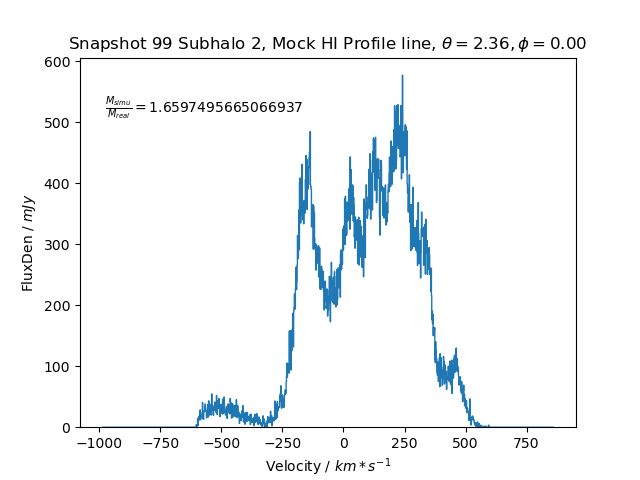 Snapshot 99 Subhalo 2, Mock HI Profile line, θ = 2.36, ϕ = 0.00
600
500
400
300
200
100
0
FluxDen / mJy
M_simu/M_real = 1.6597495665066937
−1000 −750 −500 −250 0 250 500 750
Velocity / km * s⁻¹